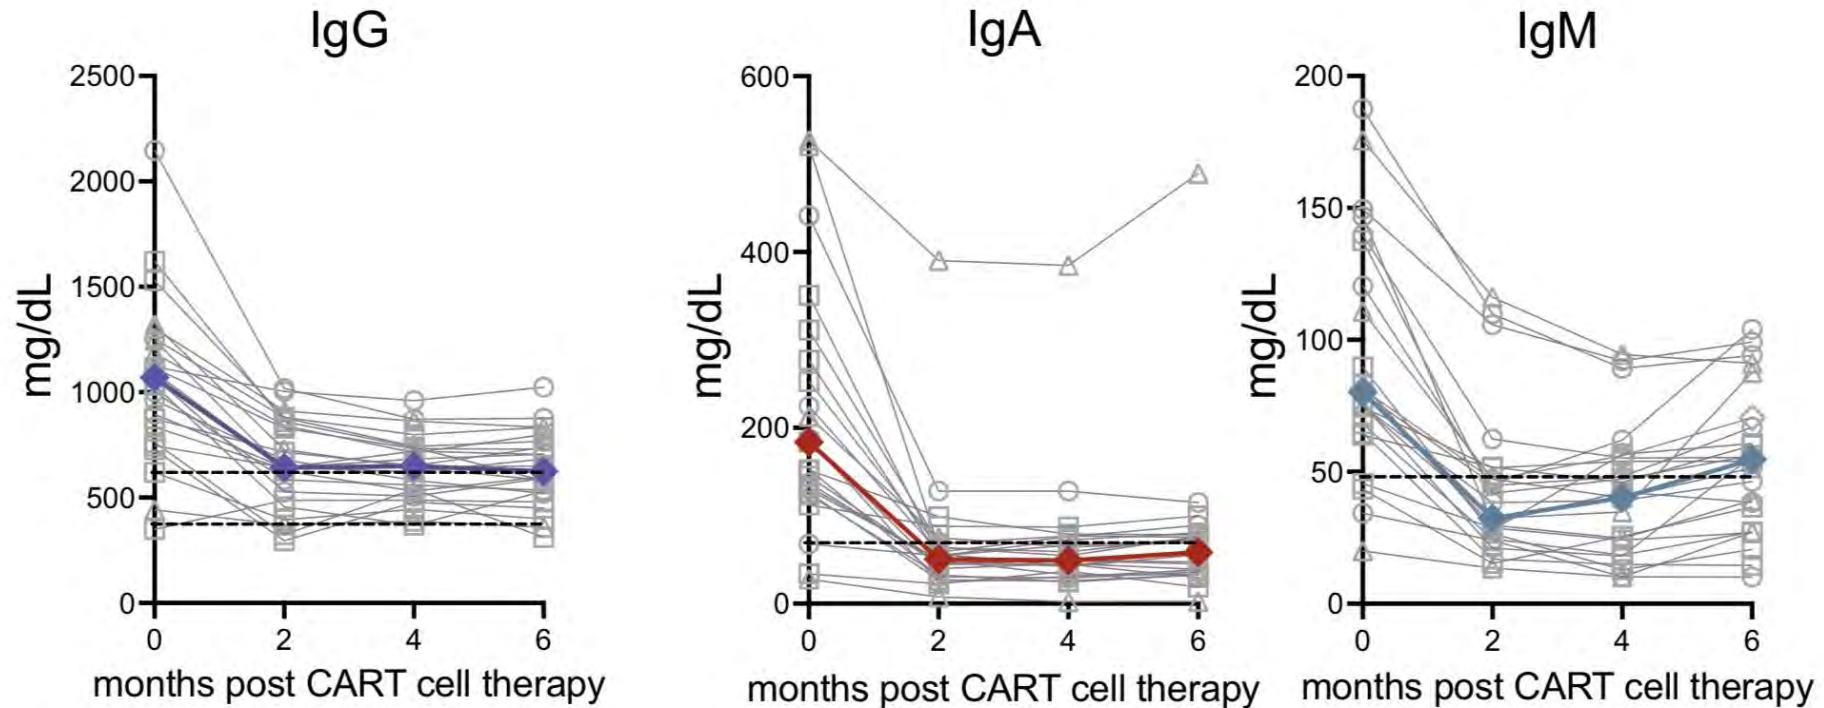 IgG
mg/dL
2500
2000
1500
1000
500
0
0 2 4 6
months post CART cell therapy
IgA
mg/dL
600
400
200
0
0 2 4 6
months post CART cell therapy
IgM
mg/dL
200
150
100
50
0
0 2 4 6
months post CART cell therapy